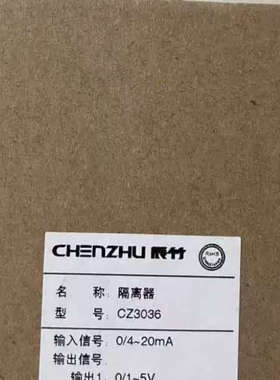 CHENZHU 辰竹
RoHS
名 称: 隔离器
型 号: CZ3036
输入信号: 0/4~20mA
输出信号:
输出1: 0/1~5V